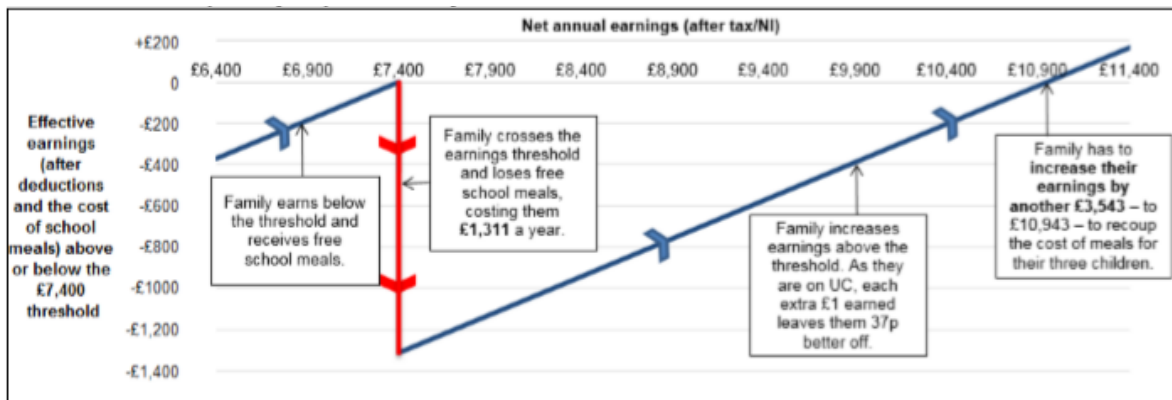 Net annual earnings (after tax/NI)
+£200
£6,400 £6,900 £7,400 £7,900 £8,400 £8,900 £9,400 £9,900 £10,400 £10,900 £11,400
0
-£200
-£400
-£600
-£800
-£1000
-£1,200
-£1,400
Effective
earnings
(after
deductions
and the cost
of school
meals) above
or below the
£7,400
threshold
Family earns below
the threshold and
receives free
school meals.
Family crosses the
earnings threshold
and loses free
school meals,
costing them
£1,311 a year.
Family increases
earnings above the
threshold. As they
are on UC, each
extra £1 earned
leaves them 37p
better off.
Family has to
increase their
earnings by
another £3,543 – to
£10,943 – to recoup
the cost of meals for
their three children.